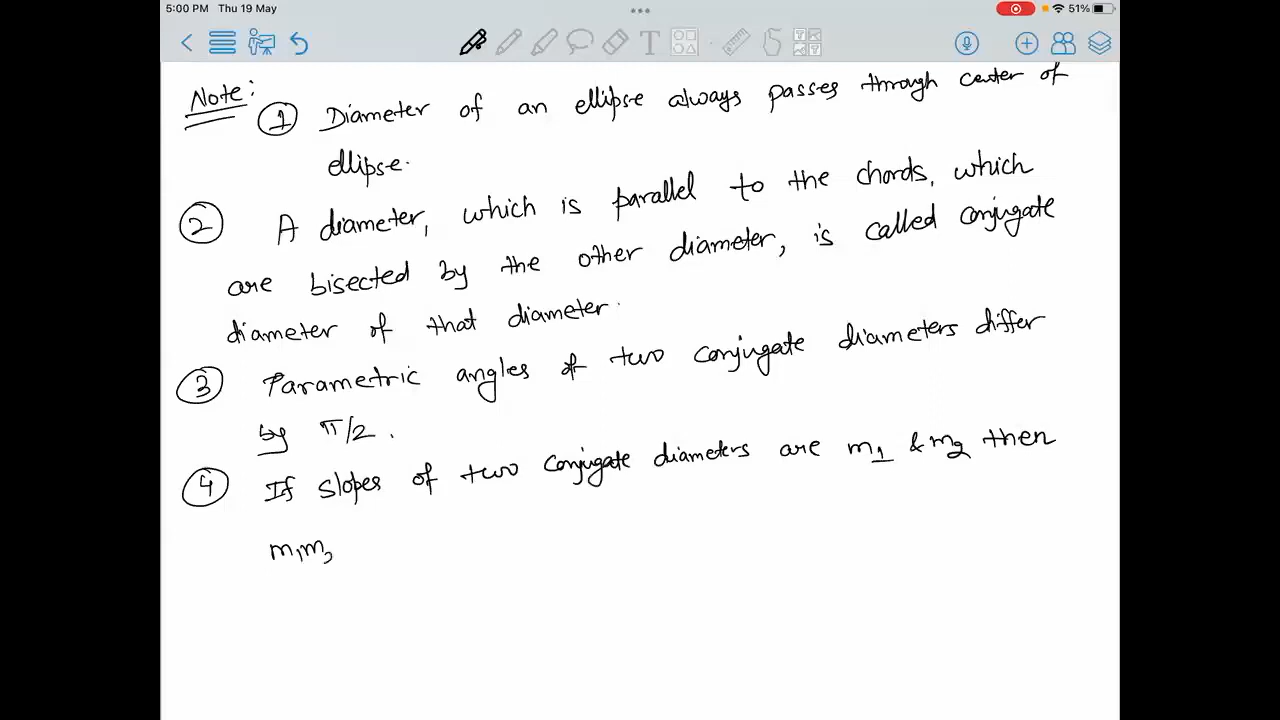 5:00 PM Thu 19 May
51%
T
Note:
① Diameter of an ellipse always passes through center of
ellipse.
② A diameter, which is parallel to the chords, which
are bisected by the other diameter, is called conjugate
diameter of that diameter.
③ Parametric angles of two conjugate diameters differ
by π/2.
④ If slopes of two conjugate diameters are m1 & m2 then
m1m2